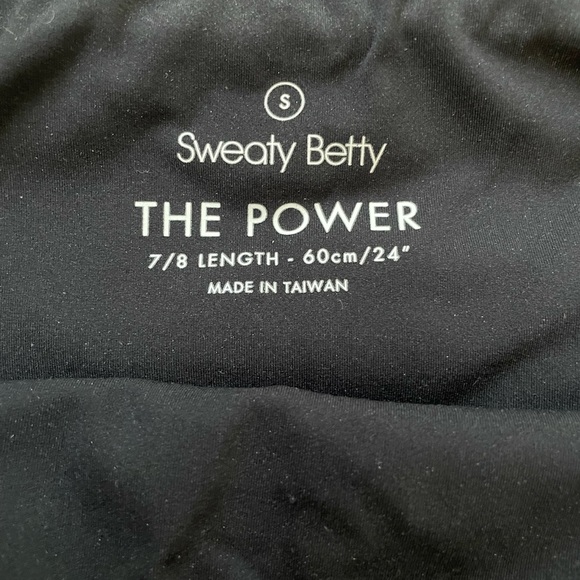 S
Sweaty Betty
THE POWER
7/8 LENGTH - 60cm/24"
MADE IN TAIWAN